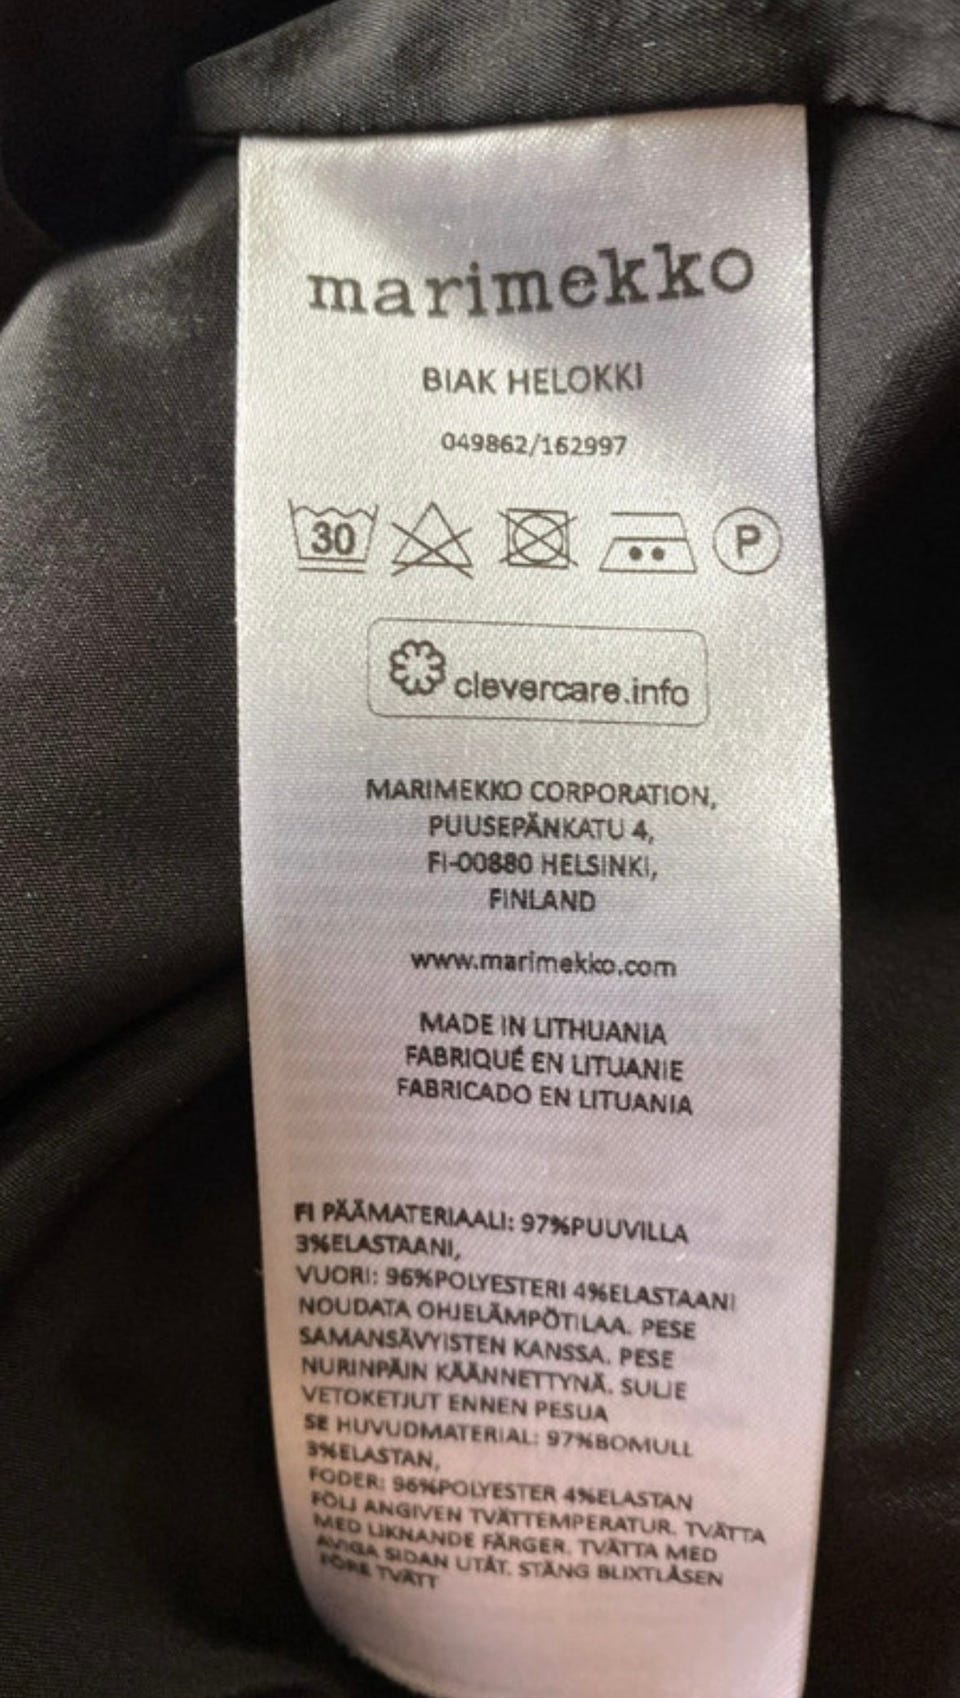 marimekko
BIAK HELOKKI
049862/162997
30 P
clevercare.info
MARIMEKKO CORPORATION,
PUUSEPÄNKATU 4,
FI-00880 HELSINKI,
FINLAND
www.marimekko.com
MADE IN LITHUANIA
FABRIQUÉ EN LITUANIE
FABRICADO EN LITUANIA
FI PÄÄMATERIAALI: 97%PUUVILLA
3%ELASTAANI,
VUORI: 96%POLYESTERI 4%ELASTAANI
NOUDATA OHJELÄMPÖTILAA. PESE
SAMANSÄVYISTEN KANSSA. PESE
NURINPÄIN KÄÄNNETTYNÄ. SULJE
VETOKETJUT ENNEN PESUA
SE HUVUDMATERIAL: 97%BOMULL
3%ELASTAN,
FODER: 96%POLYESTER 4%ELASTAN
FÖLJ ANGIVEN TVÄTTEMPERATUR. TVÄTTA
MED LIKNANDE FÄRGER. TVÄTTA MED
AVIGA SIDAN UTÅT. STÄNG BLIXTLÅSEN
FÖRE TVÄTT